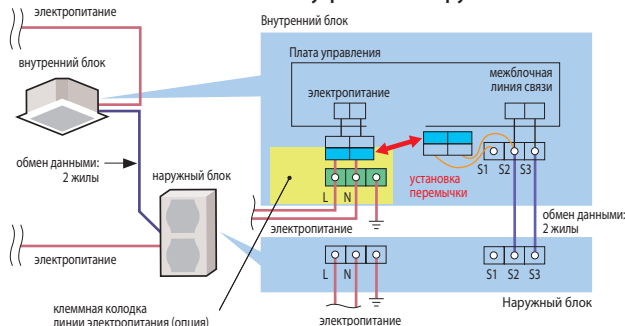 электропитание
Внутренний блок
Плата управления
внутренний блок
электропитание
межблочная
линия связи
S1 S2 S3
обмен данными:
2 жилы
наружный блок
установка
перемычки
L N
электропитание
обмен данными:
2 жилы
электропитание
L N
S1 S2 S3
Наружный блок
клеммная колодка
линии электропитания (опция)
электропитание